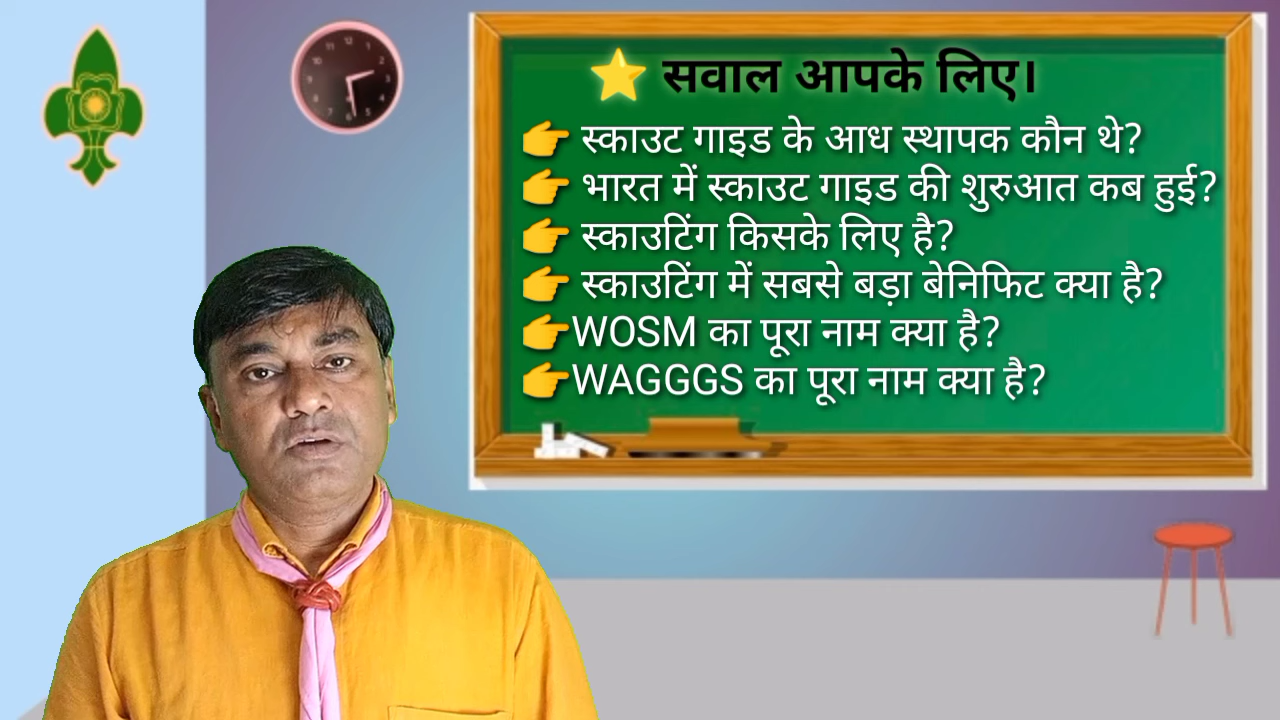 ⭐ सवाल आपके लिए।
👉 स्काउट गाइड के आध स्थापक कौन थे?
👉 भारत में स्काउट गाइड की शुरुआत कब हुई?
👉 स्काउटिंग किसके लिए है?
👉 स्काउटिंग में सबसे बड़ा बेनिफिट क्या है?
👉WOSM का पूरा नाम क्या है?
👉WAGGGS का पूरा नाम क्या है?